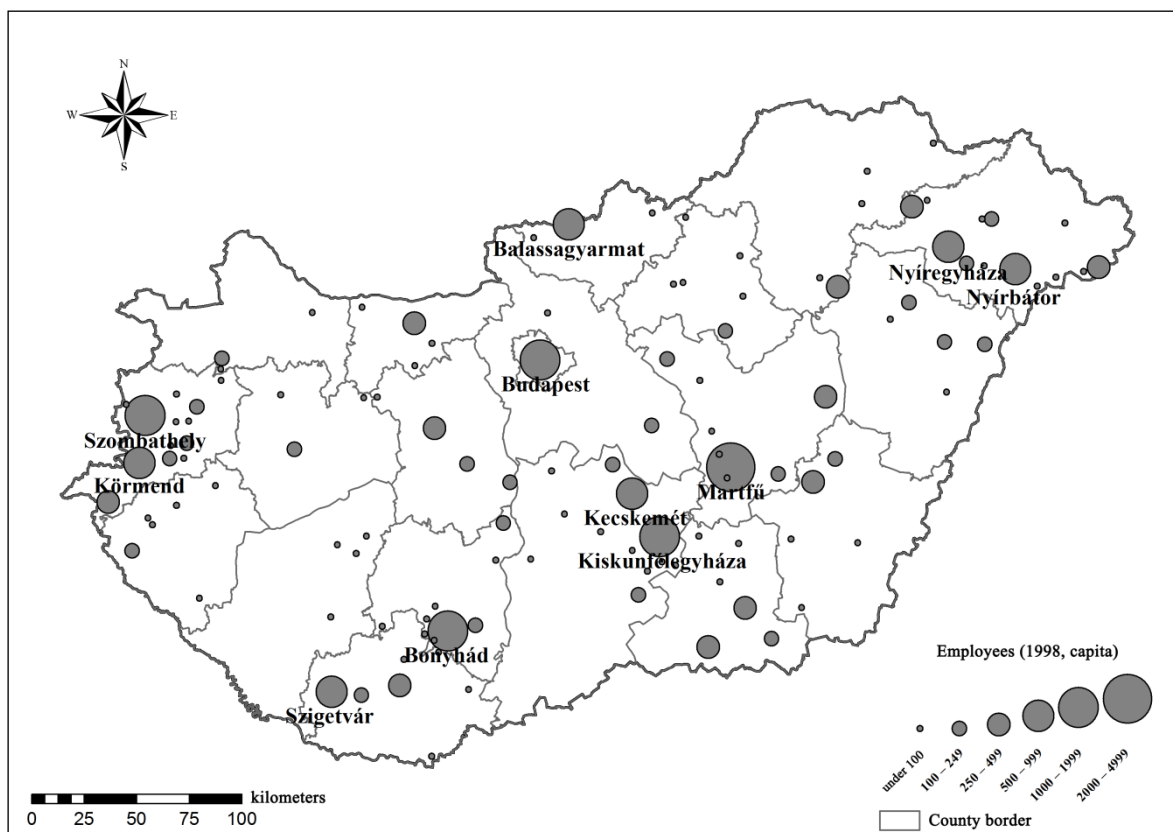 N
W E
S
Balassagyarmat
Nyíregyháza
Nyírbátor
Budapest
Szombathely
Körmend
Martfű
Kecskemét
Kiskunfélegyháza
Bonyhád
Szigetvár
Employees (1998, capita)
under 100
100 – 249
250 – 499
500 – 999
1000 – 1999
2000 – 4999
County border
kilometers
0 25 50 75 100